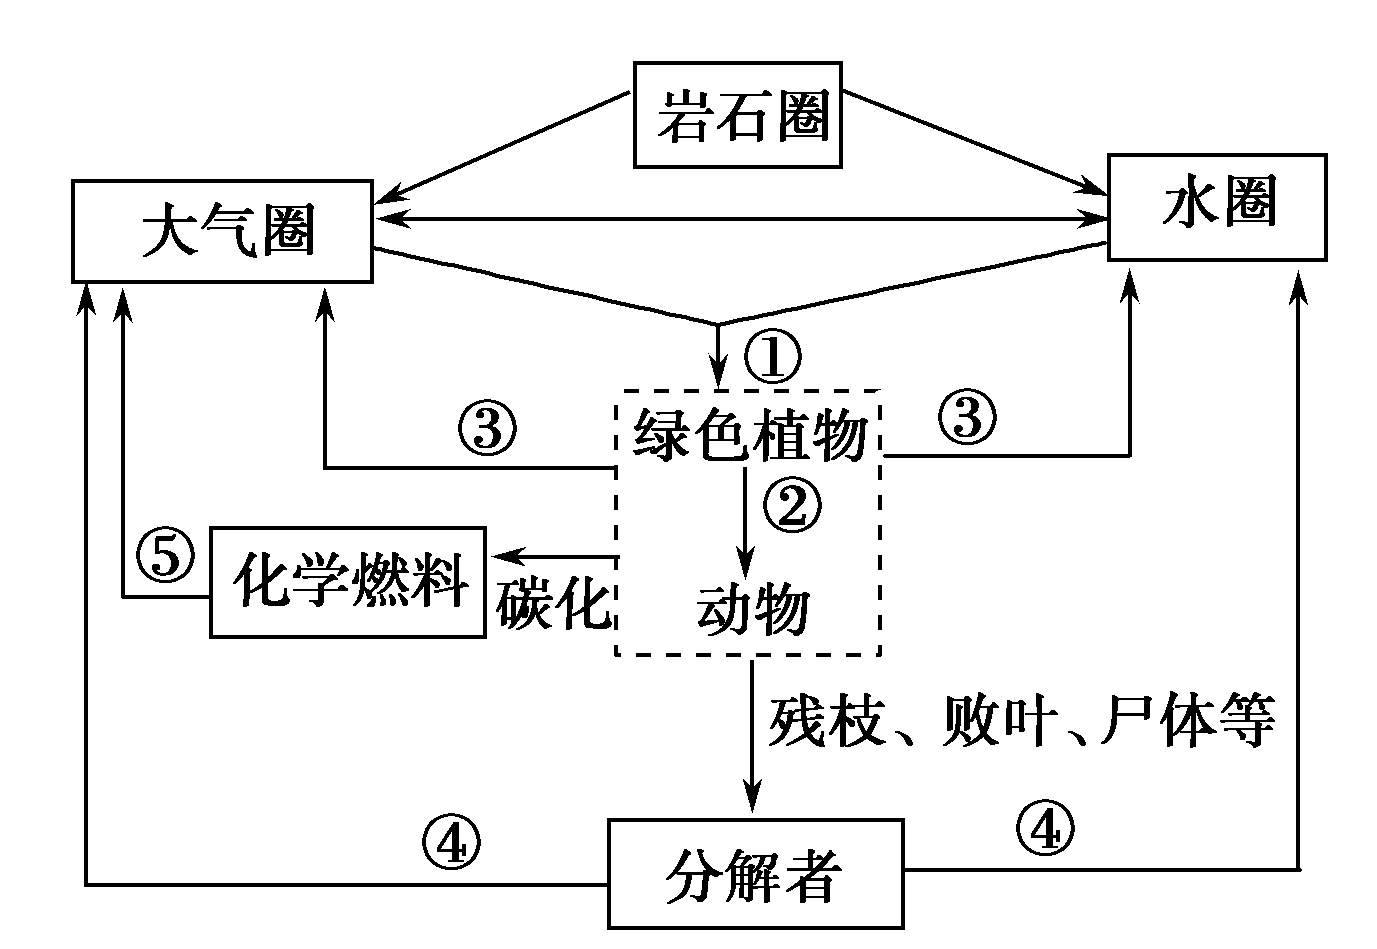 岩石圈
大气圈
水圈
①
绿色植物
③
③
②
⑤
化学燃料
碳化
动物
残枝、败叶、尸体等
④
④
分解者